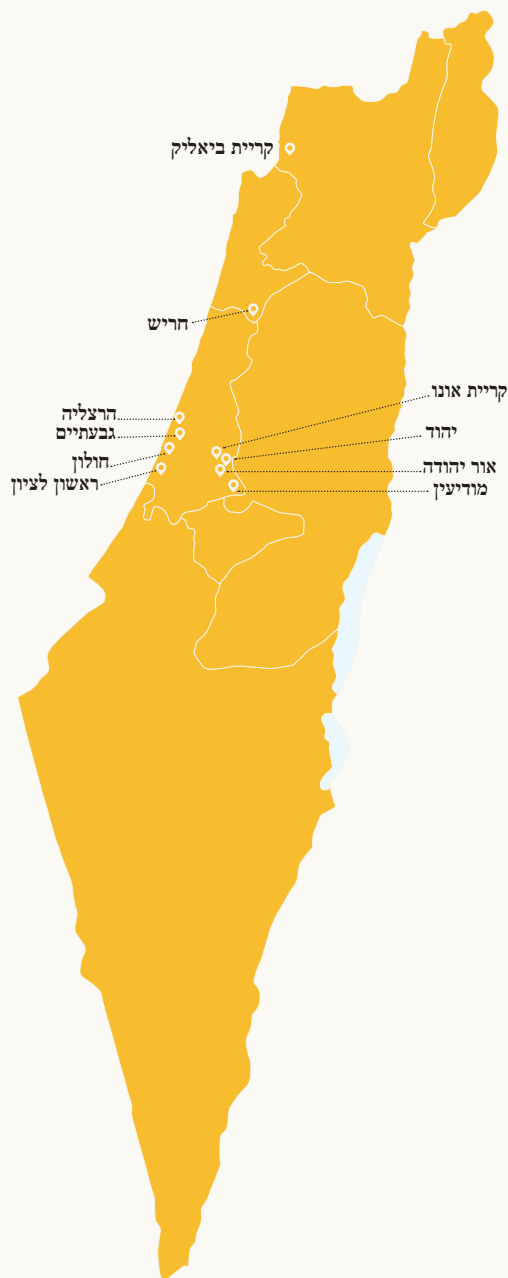 קריית ביאליק
חריש
קריית אונו
הרצליה
יהוד
גבעתיים
חולון
אור יהודה
ראשון לציון
מודיעין